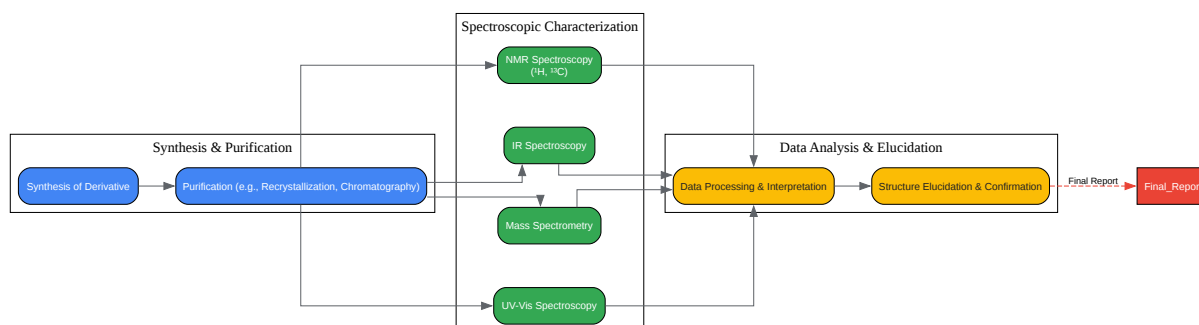 Spectroscopic Characterization
NMR Spectroscopy
(¹H, ¹³C)
IR Spectroscopy
Mass Spectrometry
UV-Vis Spectroscopy
Synthesis & Purification
Synthesis of Derivative
Purification (e.g., Recrystallization, Chromatography)
Data Analysis & Elucidation
Data Processing & Interpretation
Structure Elucidation & Confirmation
Final Report
Final_Report